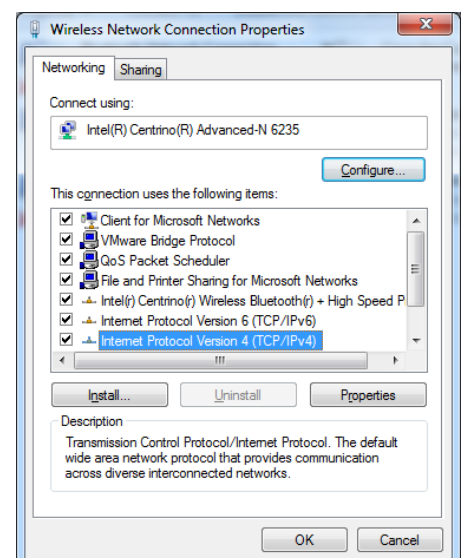 Wireless Network Connection Properties
Networking
Sharing
Connect using:
Intel(R) Centrino(R) Advanced-N 6235
Configure...
This connection uses the following items:
Client for Microsoft Networks
VMware Bridge Protocol
QoS Packet Scheduler
File and Printer Sharing for Microsoft Networks
Intel(r) Centrino(r) Wireless Bluetooth(r) + High Speed P
Internet Protocol Version 6 (TCP/IPv6)
Internet Protocol Version 4 (TCP/IPv4)
Install...
Uninstall
Properties
Description
Transmission Control Protocol/Internet Protocol. The default
wide area network protocol that provides communication
across diverse interconnected networks.
OK
Cancel